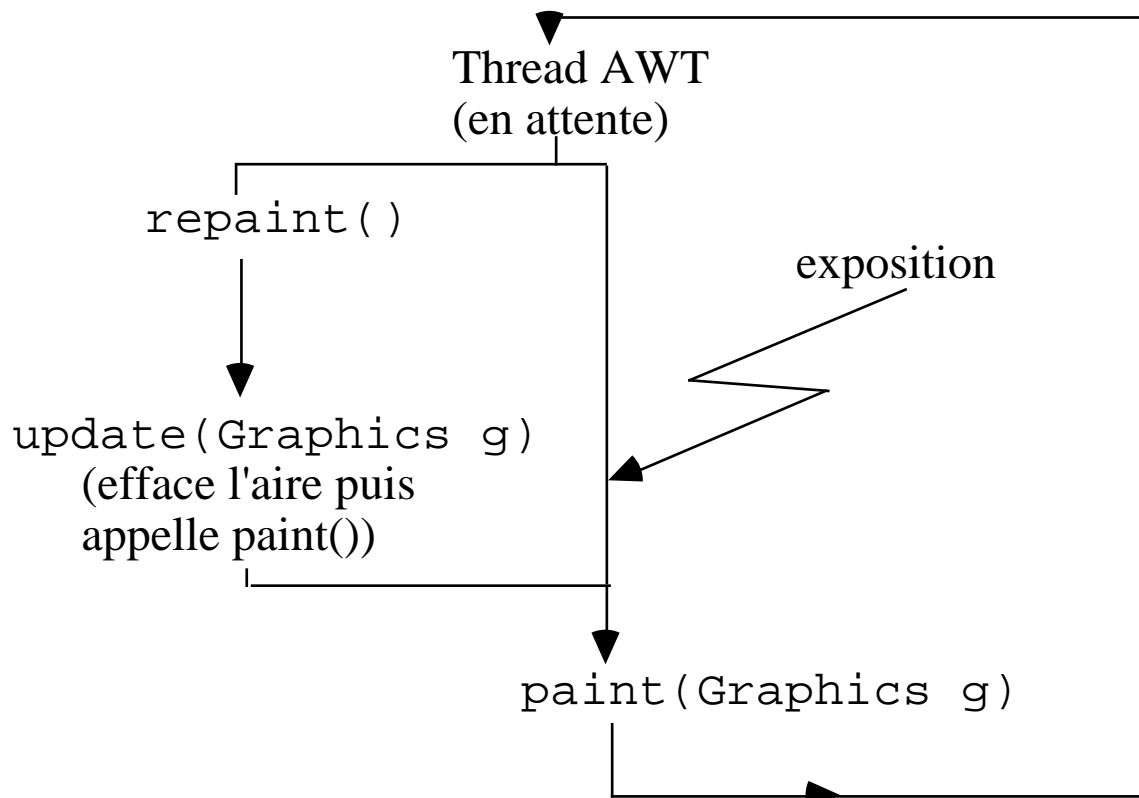 Thread AWT
(en attente)
repaint()
exposition
update(Graphics g)
(efface l'aire puis
appelle paint())
paint(Graphics g)